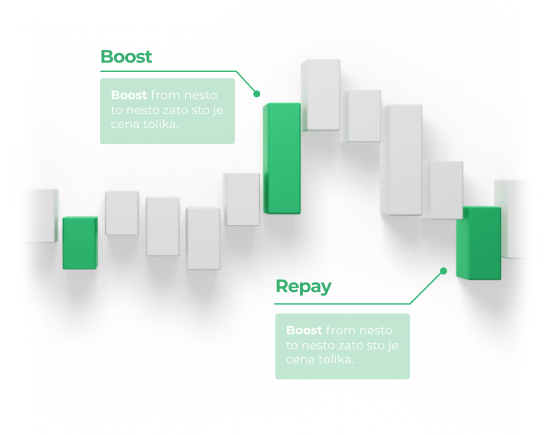 Boost
Boost from nesto
to nesto zato sto je
cena tolika.
Repay
Boost from nesto
to nesto zato sto je
cena tolika.